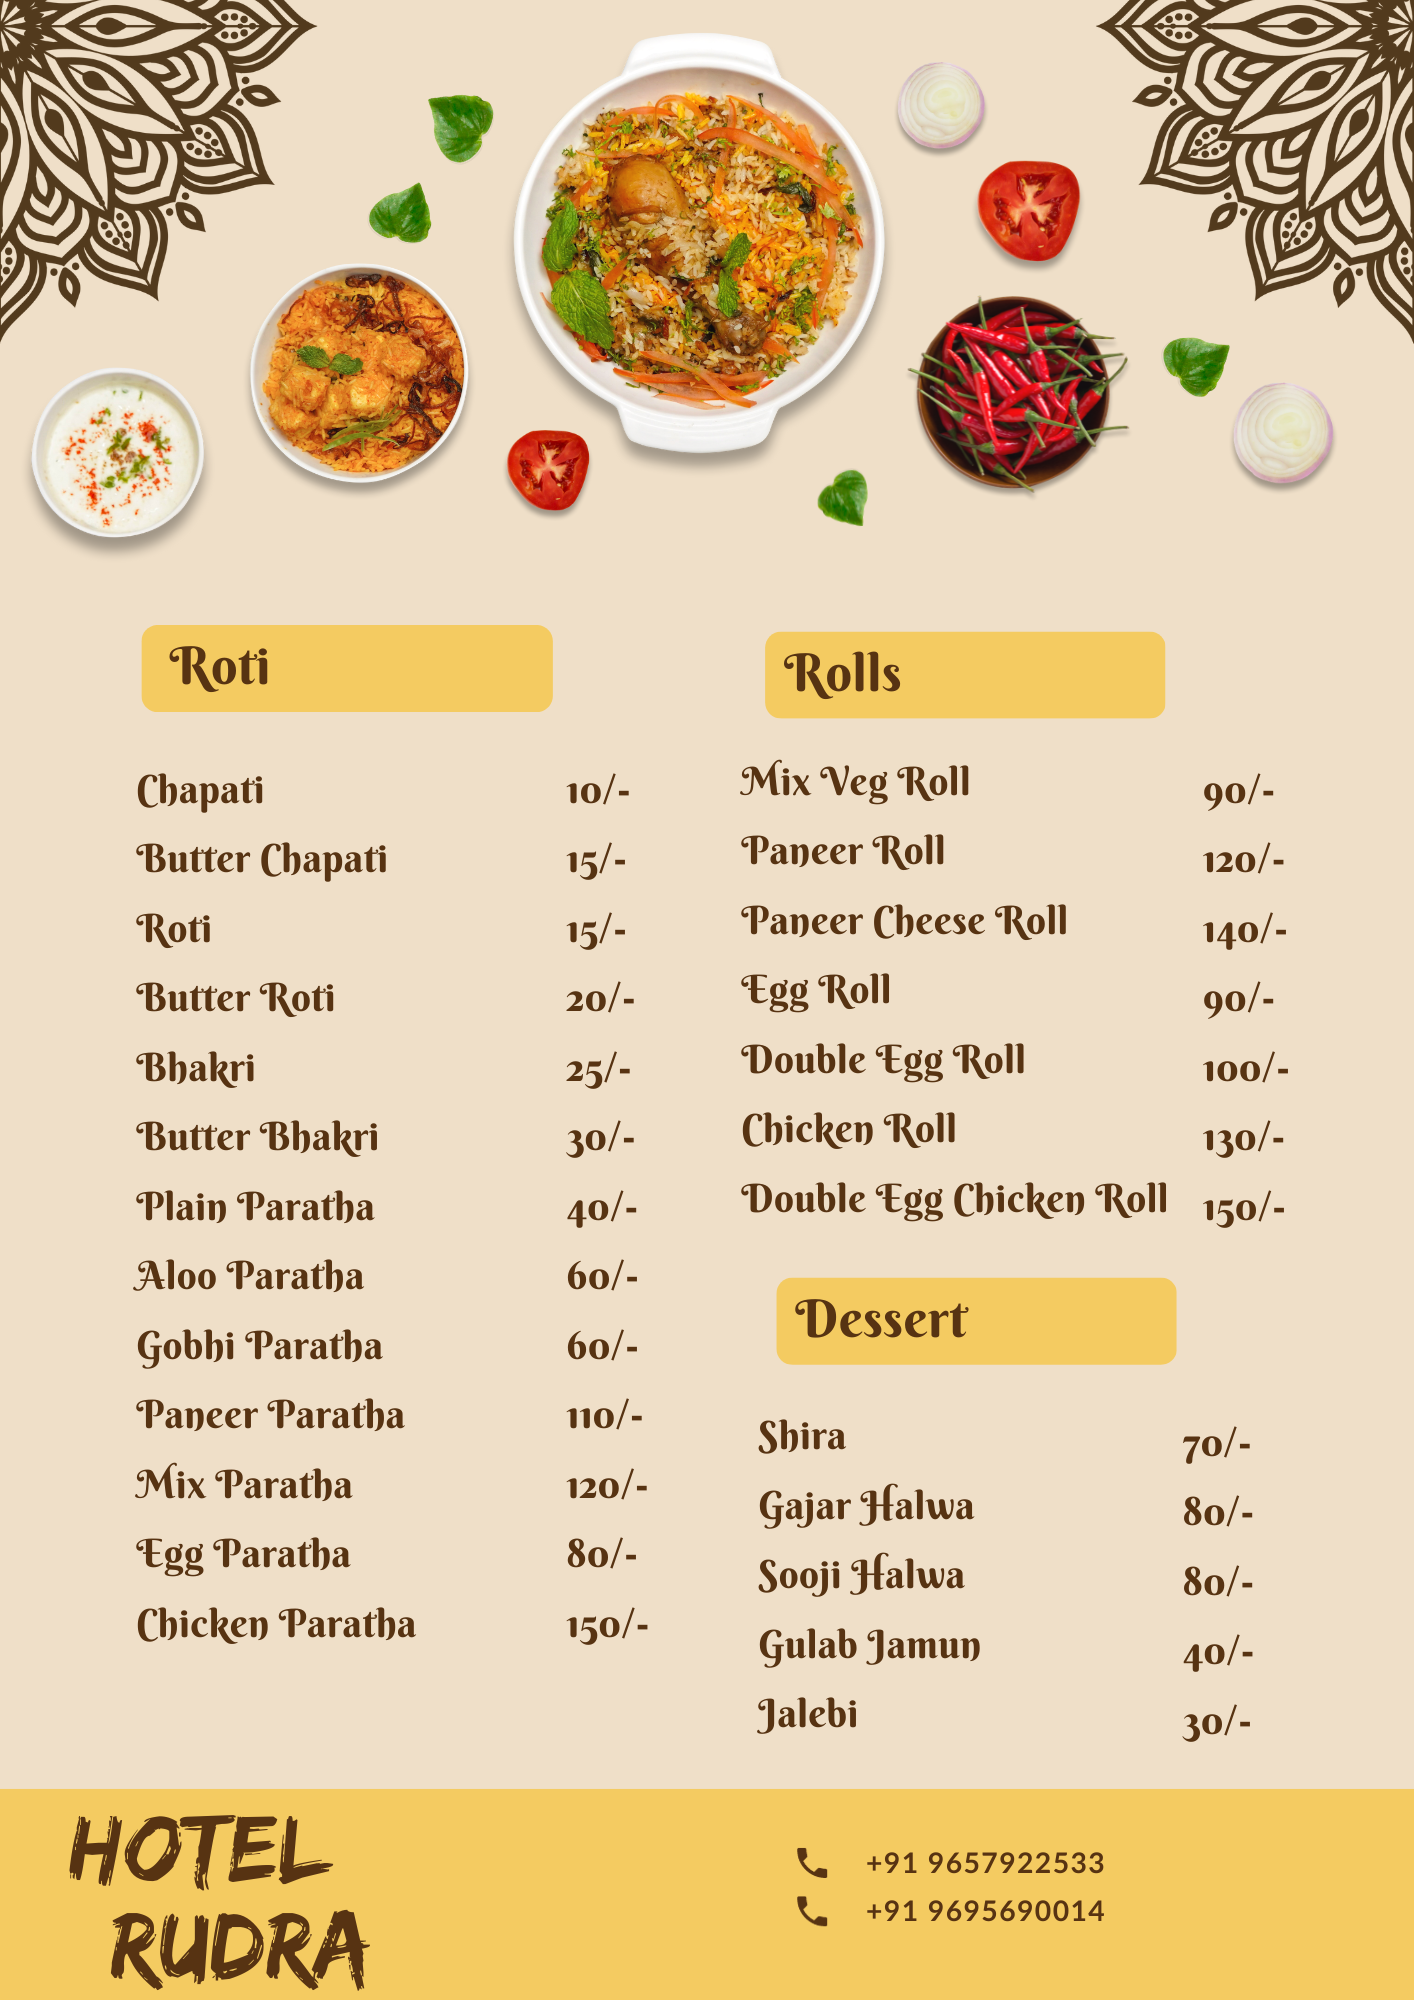 Roti
Chapati 10/-
Butter Chapati 15/-
Roti 15/-
Butter Roti 20/-
Bhakri 25/-
Butter Bhakri 30/-
Plain Paratha 40/-
Aloo Paratha 60/-
Gobhi Paratha 60/-
Paneer Paratha 110/-
Mix Paratha 120/-
Egg Paratha 80/-
Chicken Paratha 150/-
Rolls
Mix Veg Roll 90/-
Paneer Roll 120/-
Paneer Cheese Roll 140/-
Egg Roll 90/-
Double Egg Roll 100/-
Chicken Roll 130/-
Double Egg Chicken Roll 150/-
Dessert
Shira 70/-
Gajar Halwa 80/-
Sooji Halwa 80/-
Gulab Jamun 40/-
Jalebi 30/-
HOTEL
RUDRA
+91 9657922533
+91 9695690014